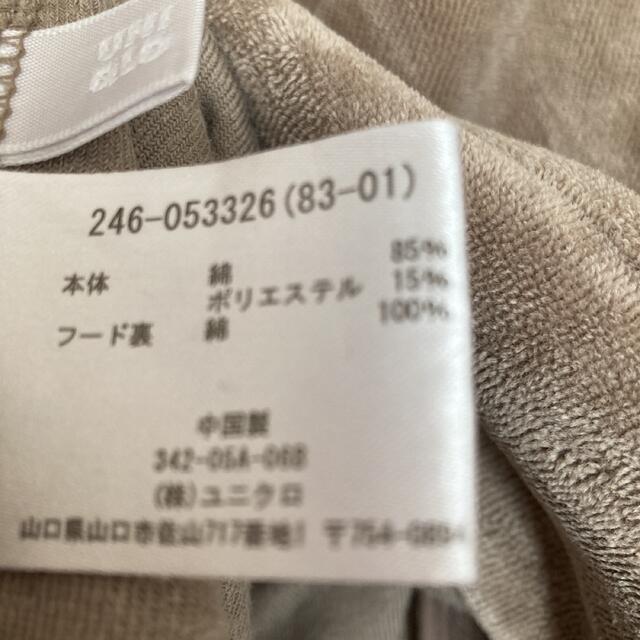 246-053326(83-01)
本体 綿 85%
ポリエステル 15%
フード裏 綿 100%
中国製
342-05A-06B
(株)ユニクロ
山口県山口市佐山717番地1 〒754-0894